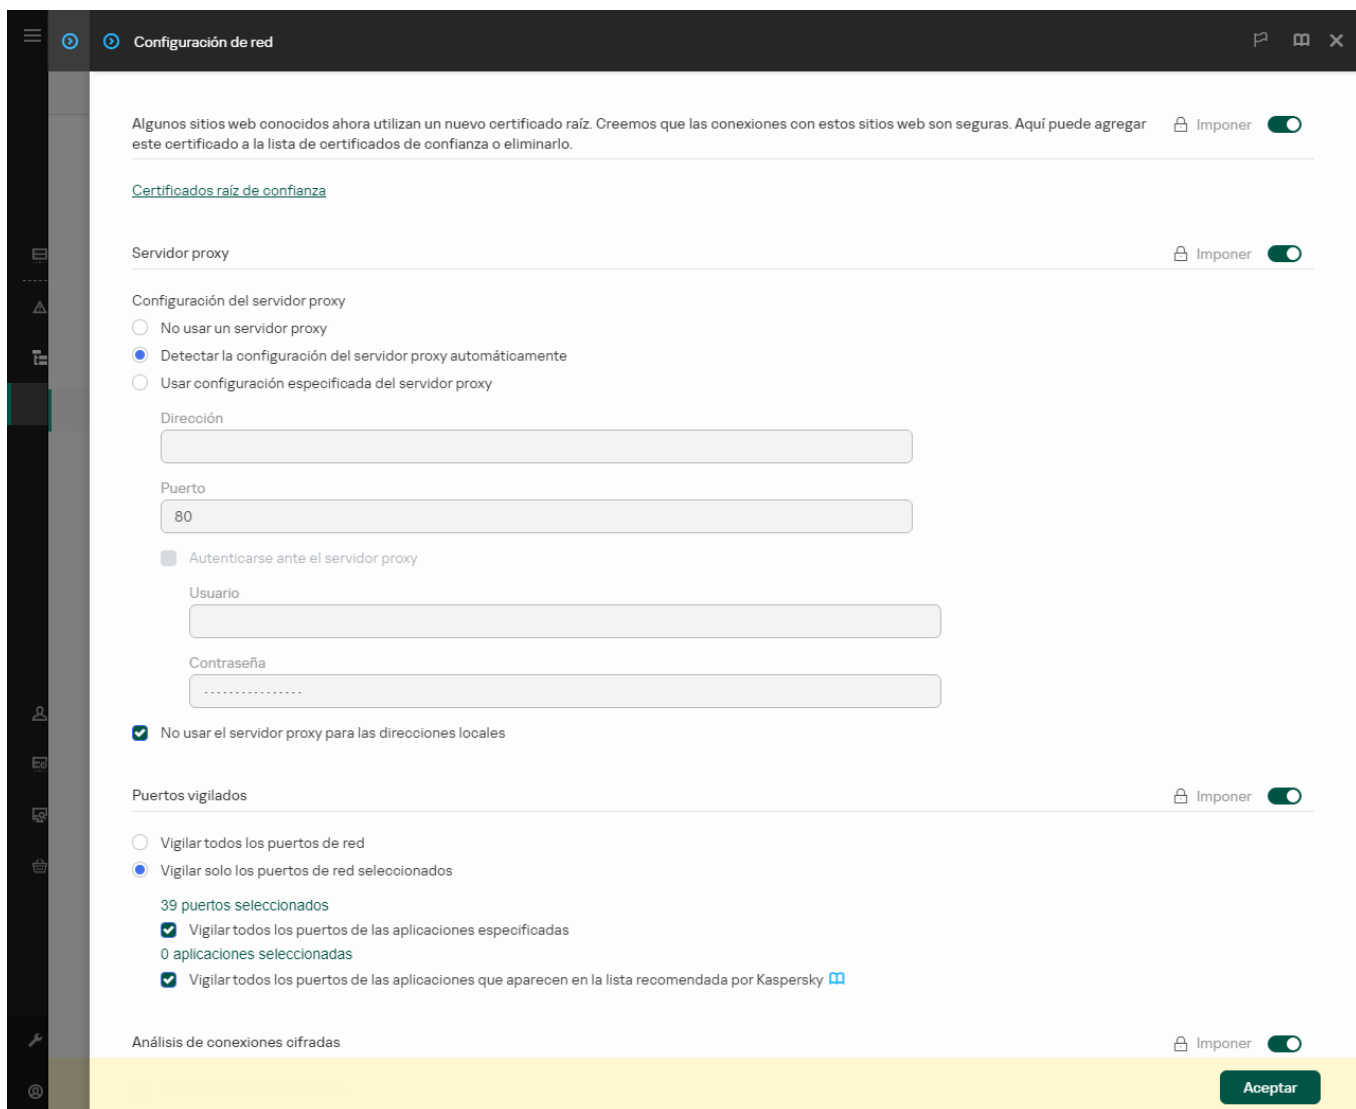 Configuración de red
Algunos sitios web conocidos ahora utilizan un nuevo certificado raíz. Creemos que las conexiones con estos sitios web son seguras. Aquí puede agregar
este certificado a la lista de certificados de confianza o eliminarlo.
Imponer
Certificados raíz de confianza
Servidor proxy
Imponer
Configuración del servidor proxy
No usar un servidor proxy
Detectar la configuración del servidor proxy automáticamente
Usar configuración especificada del servidor proxy
Dirección
Puerto
80
Autenticarse ante el servidor proxy
Usuario
Contraseña
No usar el servidor proxy para las direcciones locales
Puertos vigilados
Imponer
Vigilar todos los puertos de red
Vigilar solo los puertos de red seleccionados
39 puertos seleccionados
Vigilar todos los puertos de las aplicaciones especificadas
0 aplicaciones seleccionadas
Vigilar todos los puertos de las aplicaciones que aparecen en la lista recomendada por Kaspersky
Análisis de conexiones cifradas
Imponer
Aceptar